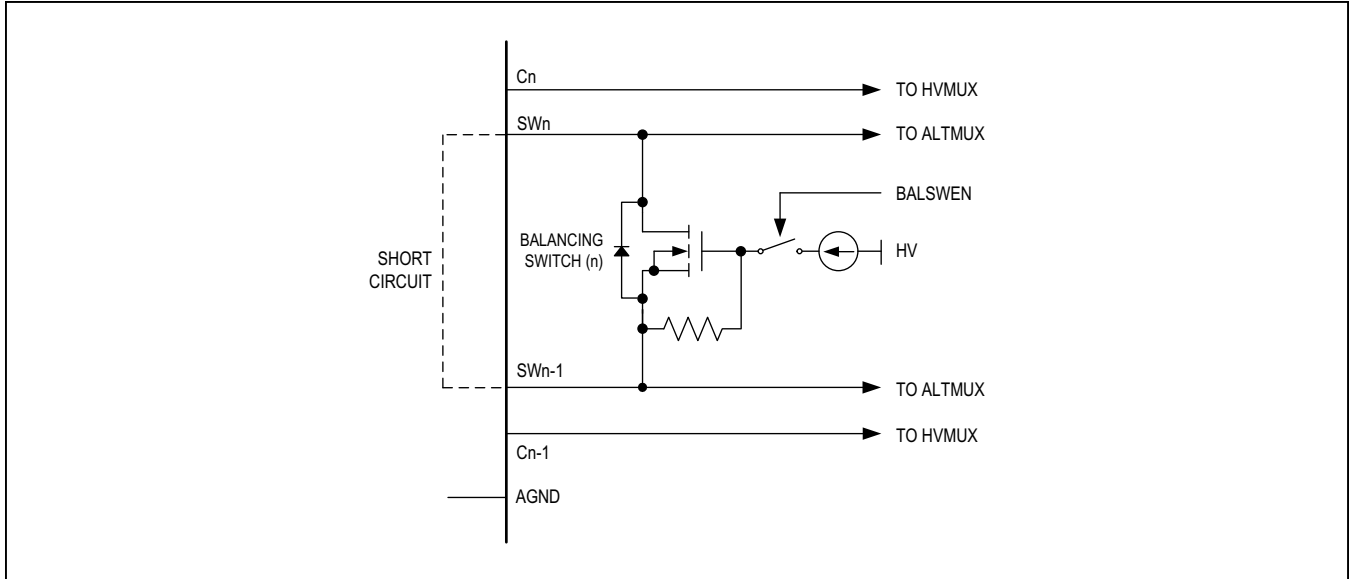 Cn
TO HVMUX
SWn
TO ALTMUX
BALSWEN
BALANCING
SWITCH (n)
HV
SHORT
CIRCUIT
SWn-1
TO ALTMUX
TO HVMUX
Cn-1
AGND